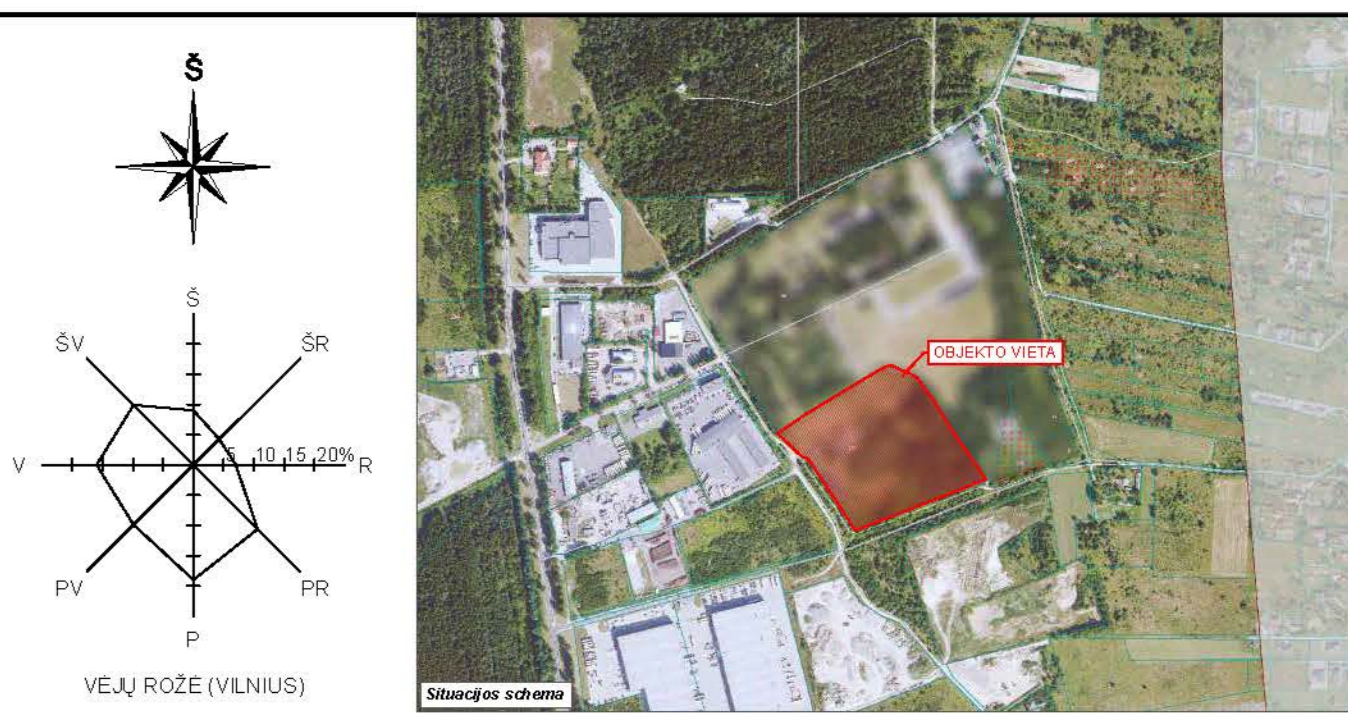 Š
Š
ŠV
ŠR
V
5 10 15 20%
R
PV
PR
P
VĖJŲ ROŽĖ (VILNIUS)
OBJEKTO VIETA
Situacijos schema